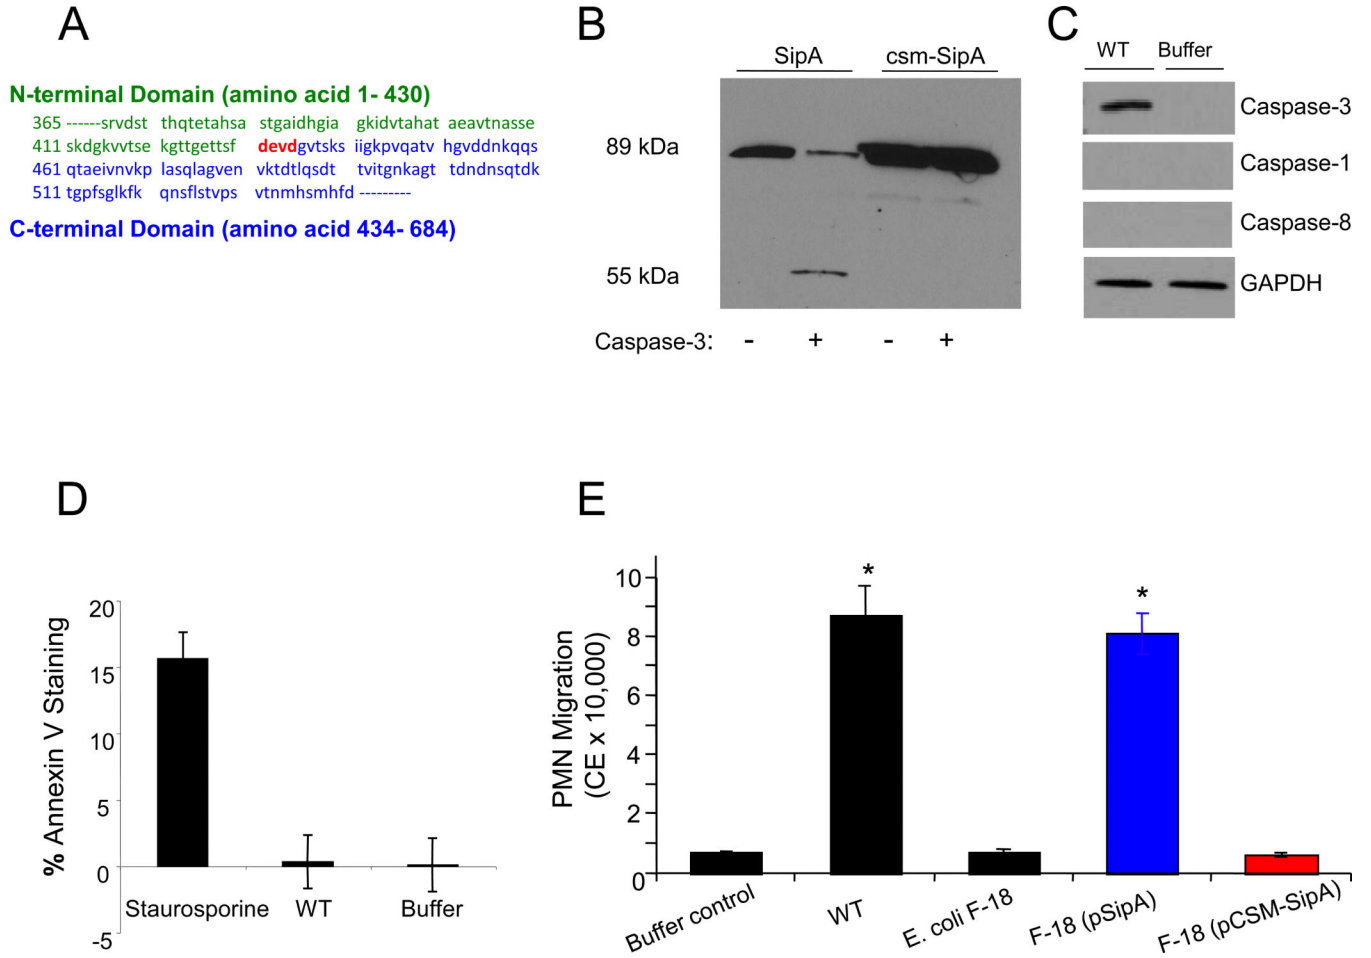 A
N-terminal Domain (amino acid 1- 430)
365 ------srvdst thqtetahsa stgaidhgia gkidvtahat aeavtnasse
411 skdgkvvtse kgttgettsf devdgvtsks iigkpvqatv hgvddnkqqs
461 qtaeivnvkp lasqlagven vktdtlqsdt tvitgnkagt tdndnsqtdk
511 tgpfsglkfk qnsflstvps vtnmhsmhfd ---------
C-terminal Domain (amino acid 434- 684)
B
SipA csm-SipA
89 kDa
55 kDa
Caspase-3: - + - +
C
WT Buffer
Caspase-3
Caspase-1
Caspase-8
GAPDH
D
% Annexin V Staining
20
15
10
5
0
-5
Staurosporine WT Buffer
E
PMN Migration
(CE x 10,000)
10
8
6
4
2
0
* *
Buffer control WT E. coli F-18 F-18 (pSipA) F-18 (pCSM-SipA)